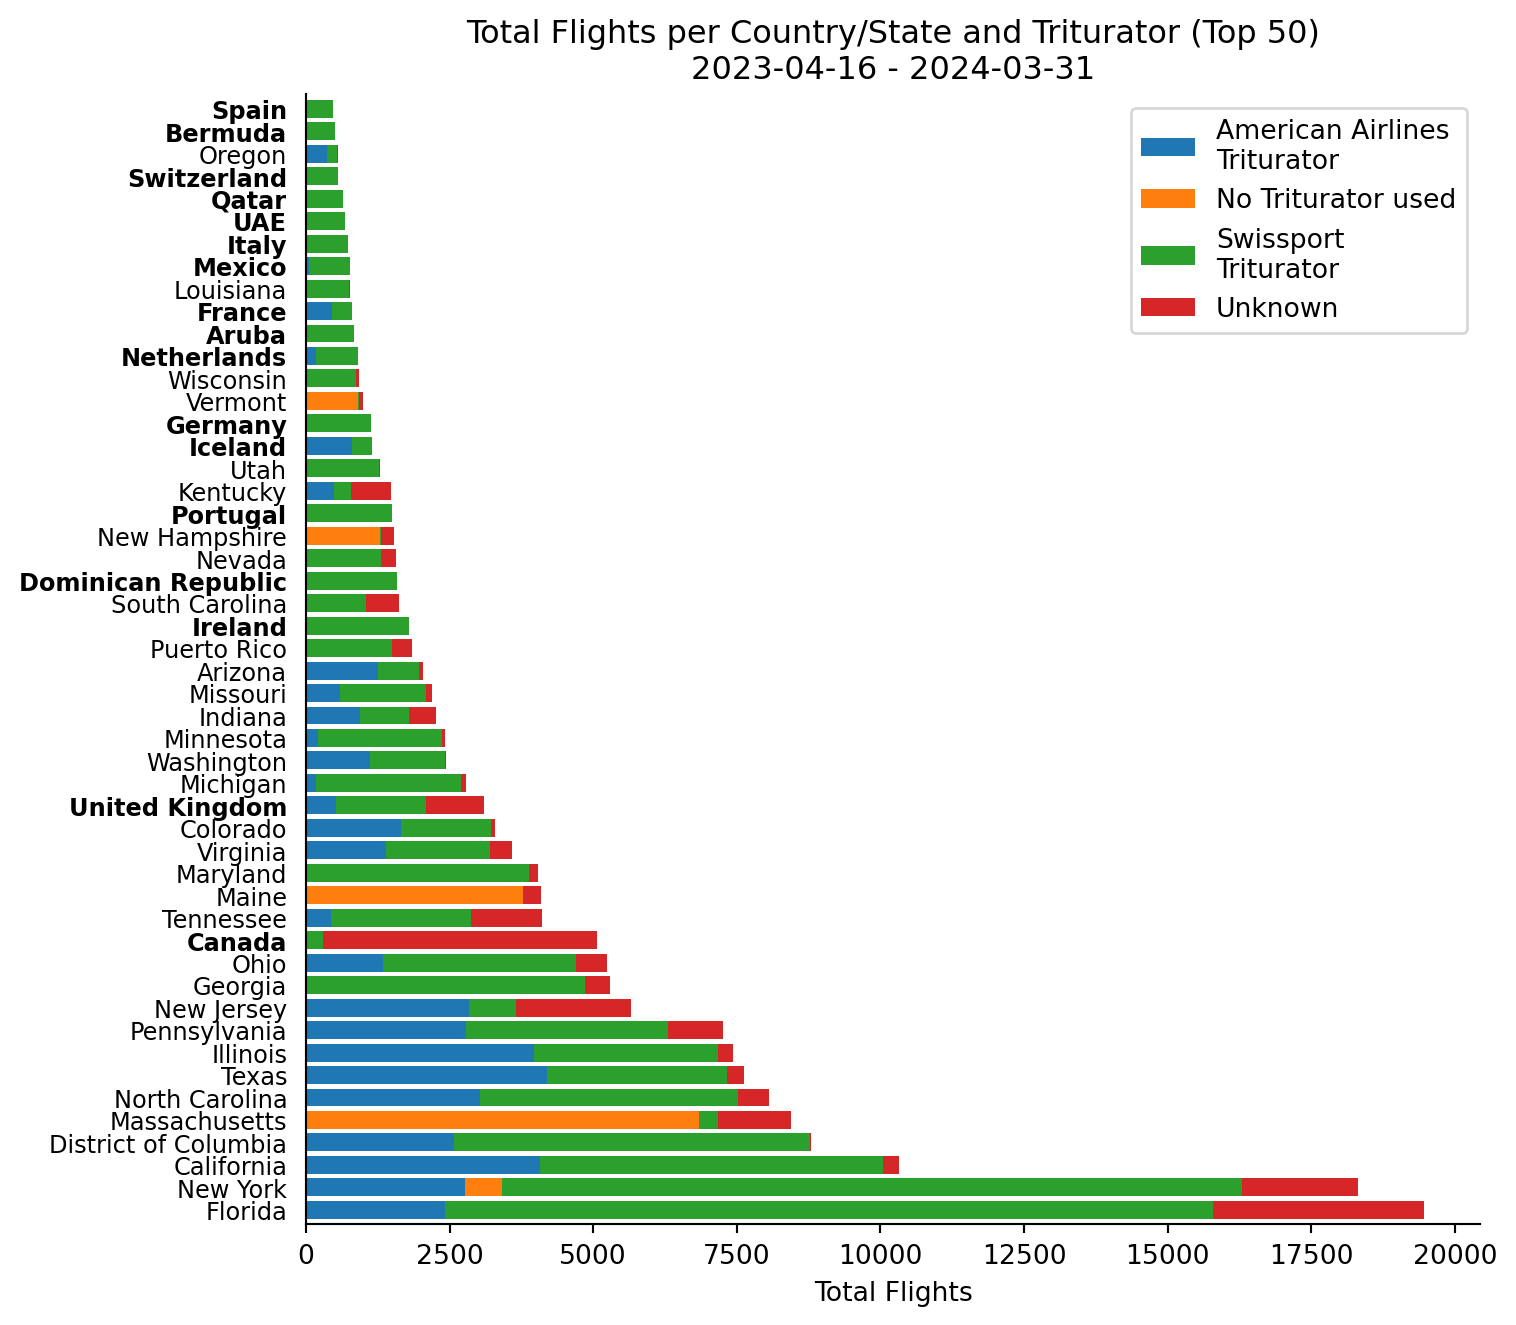 Total Flights per Country/State and Triturator (Top 50)
2023-04-16 - 2024-03-31
American Airlines
Triturator
No Triturator used
Swissport
Triturator
Unknown
Spain
Bermuda
Oregon
Switzerland
Qatar
UAE
Italy
Mexico
Louisiana
France
Aruba
Netherlands
Wisconsin
Vermont
Germany
Iceland
Utah
Kentucky
Portugal
New Hampshire
Nevada
Dominican Republic
South Carolina
Ireland
Puerto Rico
Arizona
Missouri
Indiana
Minnesota
Washington
Michigan
United Kingdom
Colorado
Virginia
Maryland
Maine
Tennessee
Canada
Ohio
Georgia
New Jersey
Pennsylvania
Illinois
Texas
North Carolina
Massachusetts
District of Columbia
California
New York
Florida
0 2500 5000 7500 10000 12500 15000 17500 20000
Total Flights